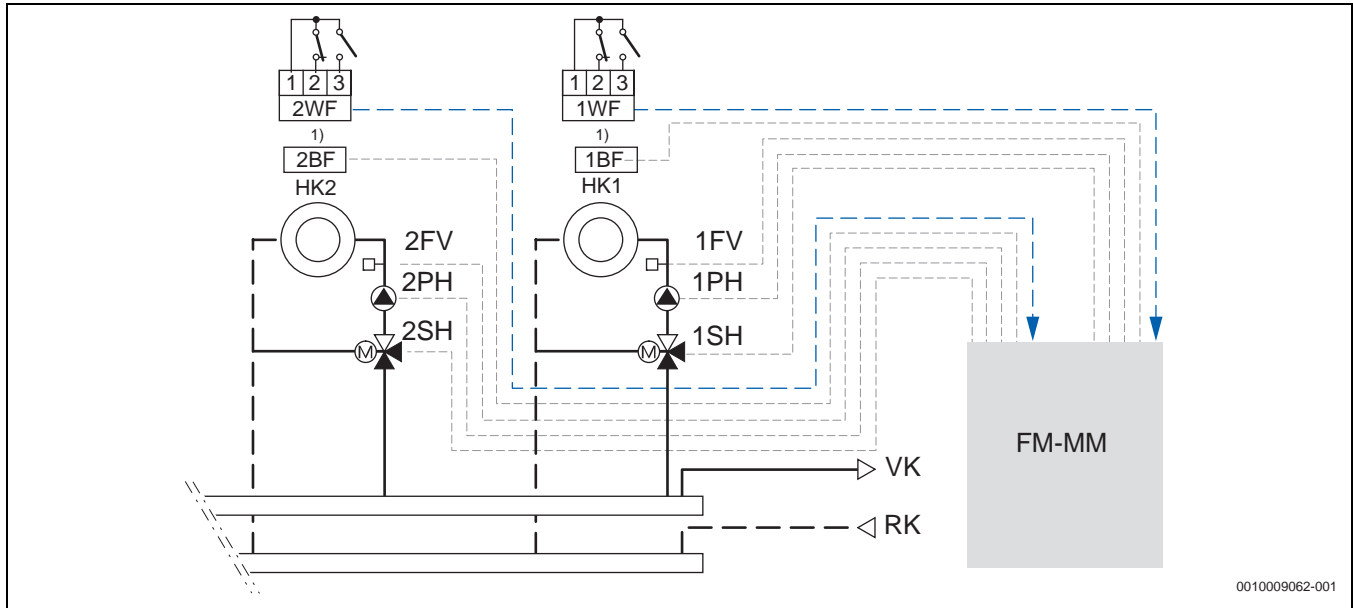 1 2 3
2WF
1)
2BF
HK2
2FV
2PH
M
2SH
1 2 3
1WF
1)
1BF
HK1
1FV
1PH
M
1SH
FM-MM
VK
RK
0010009062-001